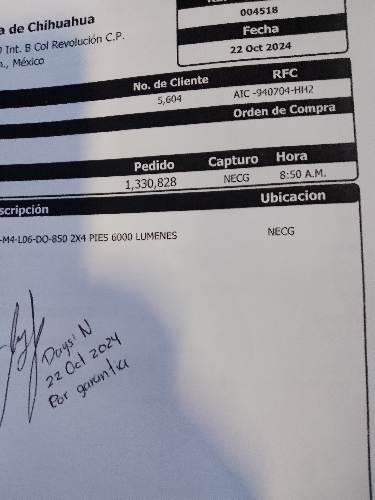 a de Chihuahua
004518
Int. B Col Revolución C.P.
Fecha
., México
22 Oct 2024
No. de Cliente
RFC
5,604
AIC -940704-HH2
Orden de Compra
Pedido Capturo Hora
1,330,828 NECG 8:50 A.M.
scripción
Ubicacion
-M4-L06-DO-850 2X4 PIES 6000 LUMENES
NECG
Daysi N
22 Oct 2024
Por garantia